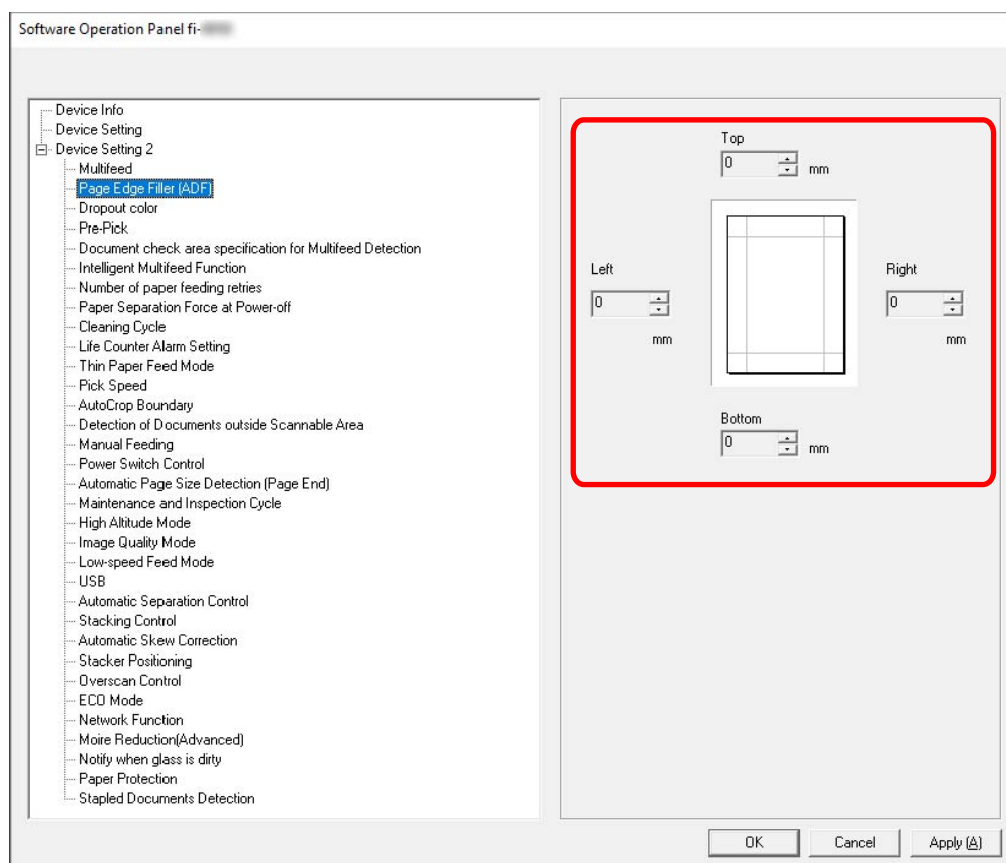 Software Operation Panel fi-
Device Info
Device Setting
Device Setting 2
Multifeed
Page Edge Filler (ADF)
Dropout color
Pre-Pick
Document check area specification for Multifeed Detection
Intelligent Multifeed Function
Number of paper feeding retries
Paper Separation Force at Power-off
Cleaning Cycle
Life Counter Alarm Setting
Thin Paper Feed Mode
Pick Speed
AutoCrop Boundary
Detection of Documents outside Scannable Area
Manual Feeding
Power Switch Control
Automatic Page Size Detection (Page End)
Maintenance and Inspection Cycle
High Altitude Mode
Image Quality Mode
Low-speed Feed Mode
USB
Automatic Separation Control
Stacking Control
Automatic Skew Correction
Stacker Positioning
Overscan Control
ECO Mode
Network Function
Moire Reduction(Advanced)
Notify when glass is dirty
Paper Protection
Stapled Documents Detection
Top
0 mm
Left
0
mm
Right
0
mm
Bottom
0 mm
OK Cancel Apply (A)